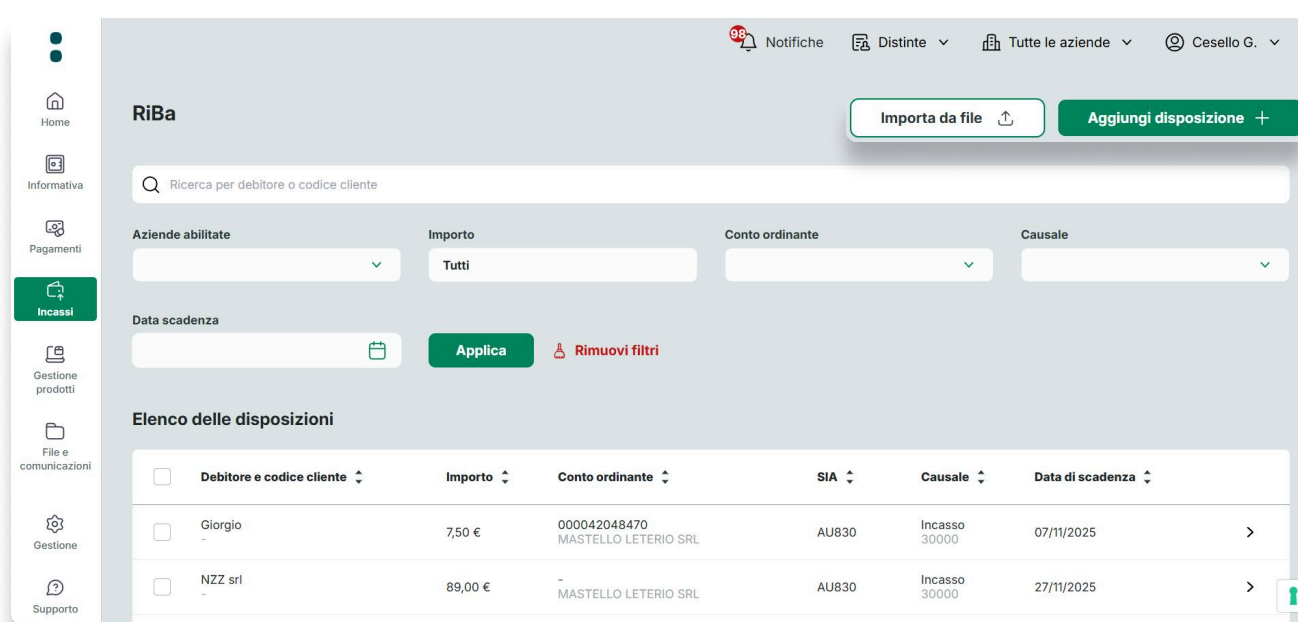 98 Notifiche Distinte Tutte le aziende Cesello G.
Home
Informativa
Pagamenti
Incassi
Gestione
prodotti
File e
comunicazioni
Gestione
Supporto
RiBa
Importa da file Aggiungi disposizione
Ricerca per debitore o codice cliente
Aziende abilitate Importo Conto ordinante Causale
Tutti
Data scadenza
Applica Rimuovi filtri
Elenco delle disposizioni
Debitore e codice cliente Importo Conto ordinante SIA Causale Data di scadenza
Giorgio 7,50 € 000042048470 AU830 Incasso 07/11/2025
- MASTELLO LETERIO SRL 30000
NZZ srl 89,00 € - AU830 Incasso 27/11/2025
- MASTELLO LETERIO SRL 30000